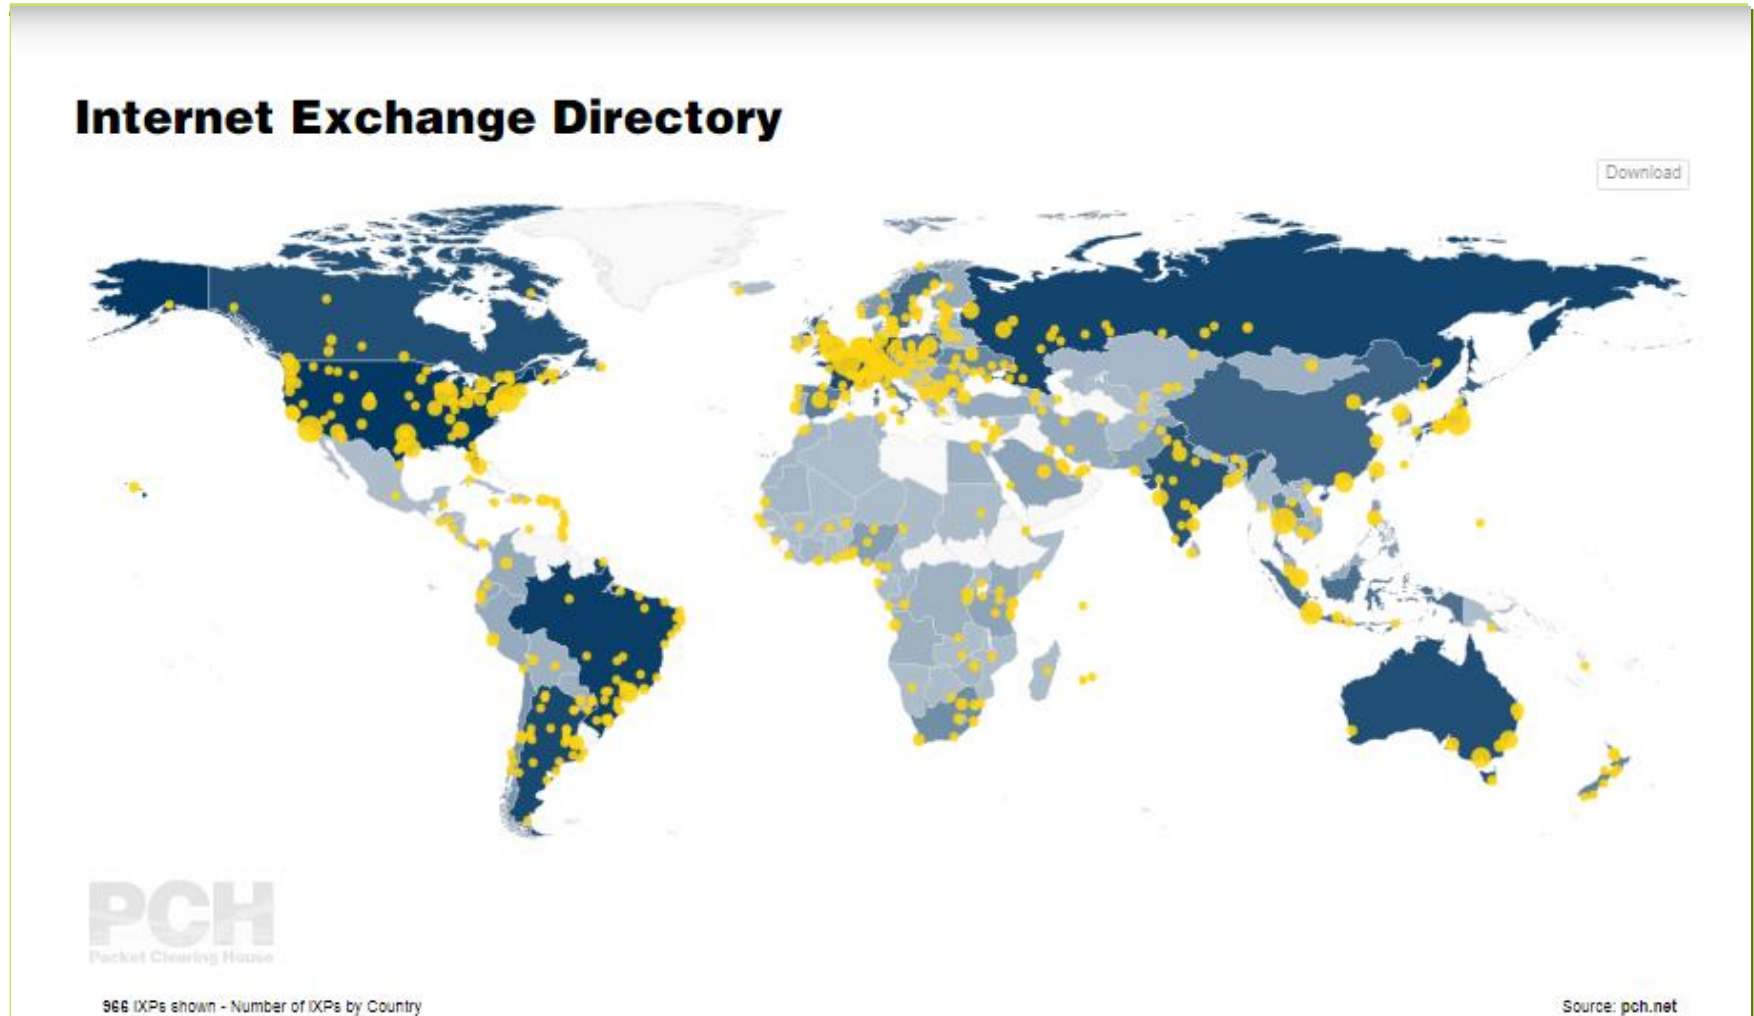 Internet Exchange Directory
Download
PCH
Packet Clearing House
966 IXPs shown - Number of IXPs by Country
Source: pch.net